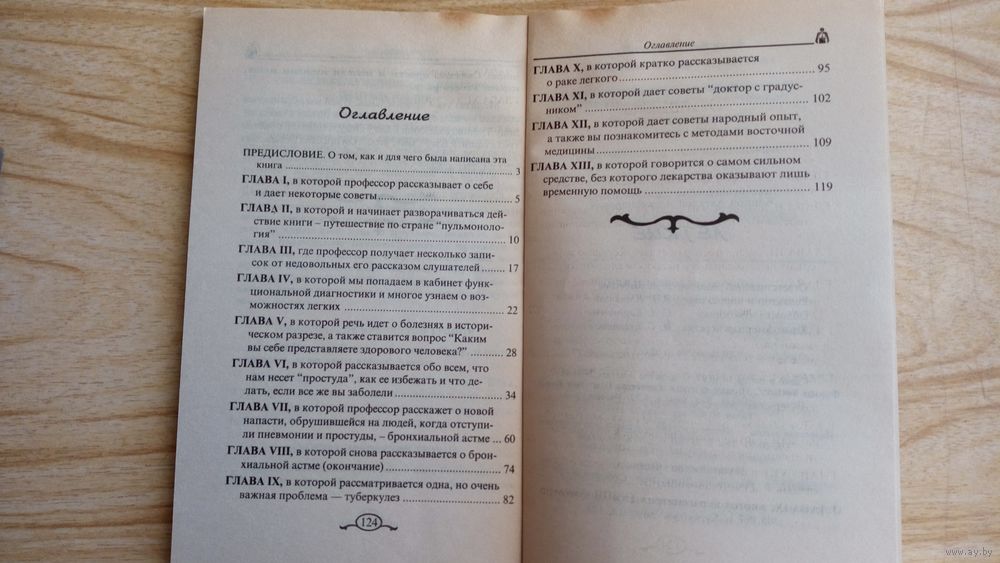 Оглавление
ПРЕДИСЛОВИЕ. О том, как и для чего была написана эта
книга ........ 3
ГЛАВА I, в которой профессор рассказывает о себе
и дает некоторые советы ........ 5
ГЛАВА II, в которой и начинает разворачиваться дей-
ствие книги – путешествие по стране “пульмоноло-
гия” ........ 10
ГЛАВА III, где профессор получает несколько запи-
сок от недовольных его рассказом слушателей ....... 17
ГЛАВА IV, в которой мы попадаем в кабинет функ-
циональной диагностики и многое узнаем о воз-
можностях легких ........ 22
ГЛАВА V, в которой речь идет о болезнях в истори-
ческом разрезе, а также ставится вопрос “Каким
вы себе представляете здорового человека?” ........ 28
ГЛАВА VI, в которой рассказывается обо всем, что
нам несет “простуда”, как ее избежать и что де-
лать, если все же вы заболели ........ 34
ГЛАВА VII, в которой профессор расскажет о новой
напасти, обрушившейся на людей, когда отступи-
ли пневмонии и простуды, – бронхиальной астме ... 60
ГЛАВА VIII, в которой снова рассказывается о брон-
хиальной астме (окончание) ........ 74
ГЛАВА IX, в которой рассматривается одна, но очень
важная проблема — туберкулез ........ 82
124
Оглавление
ГЛАВА X, в которой кратко рассказывается
о раке легкого ........ 95
ГЛАВА XI, в которой дает советы “доктор с градус-
ником” ........ 102
ГЛАВА XII, в которой дает советы народный опыт,
а также вы познакомитесь с методами восточной
медицины ........ 109
ГЛАВА XIII, в которой говорится о самом сильном
средстве, без которого лекарства оказывают лишь
временную помощь ........ 119
www.ay.by